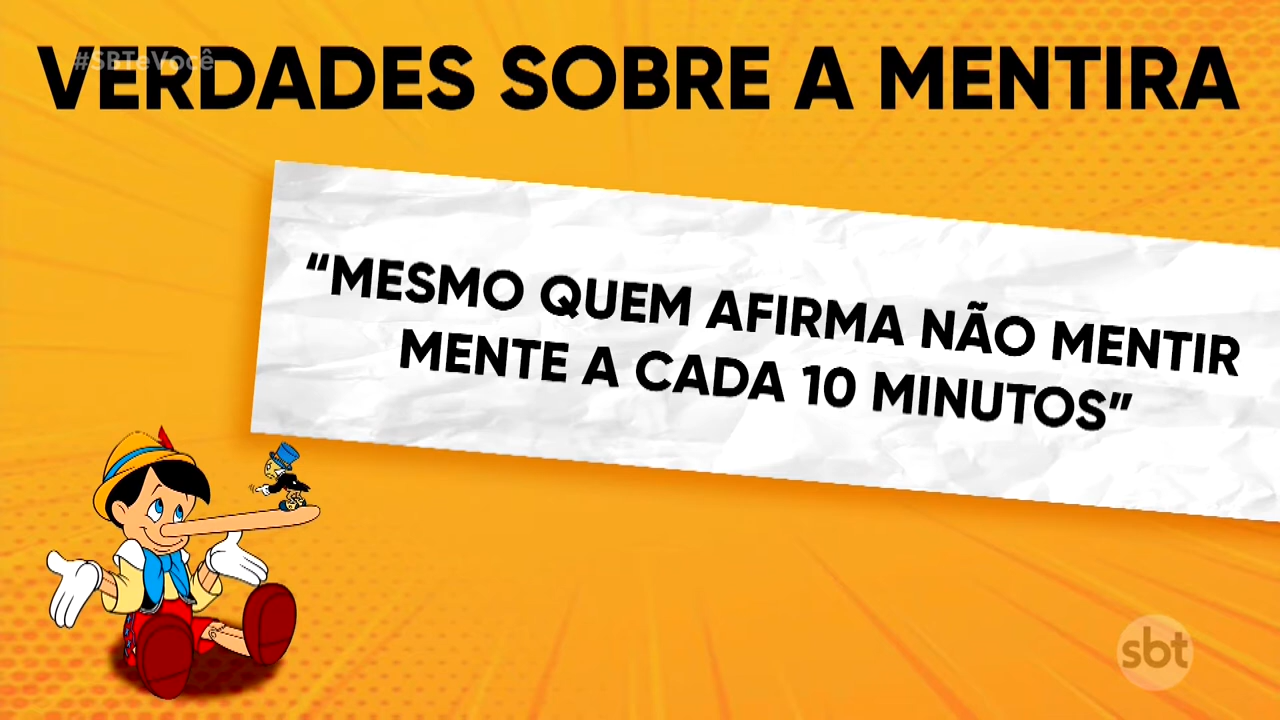 #SBTeVocê
VERDADES SOBRE A MENTIRA
“MESMO QUEM AFIRMA NÃO MENTIR
MENTE A CADA 10 MINUTOS”
sbt